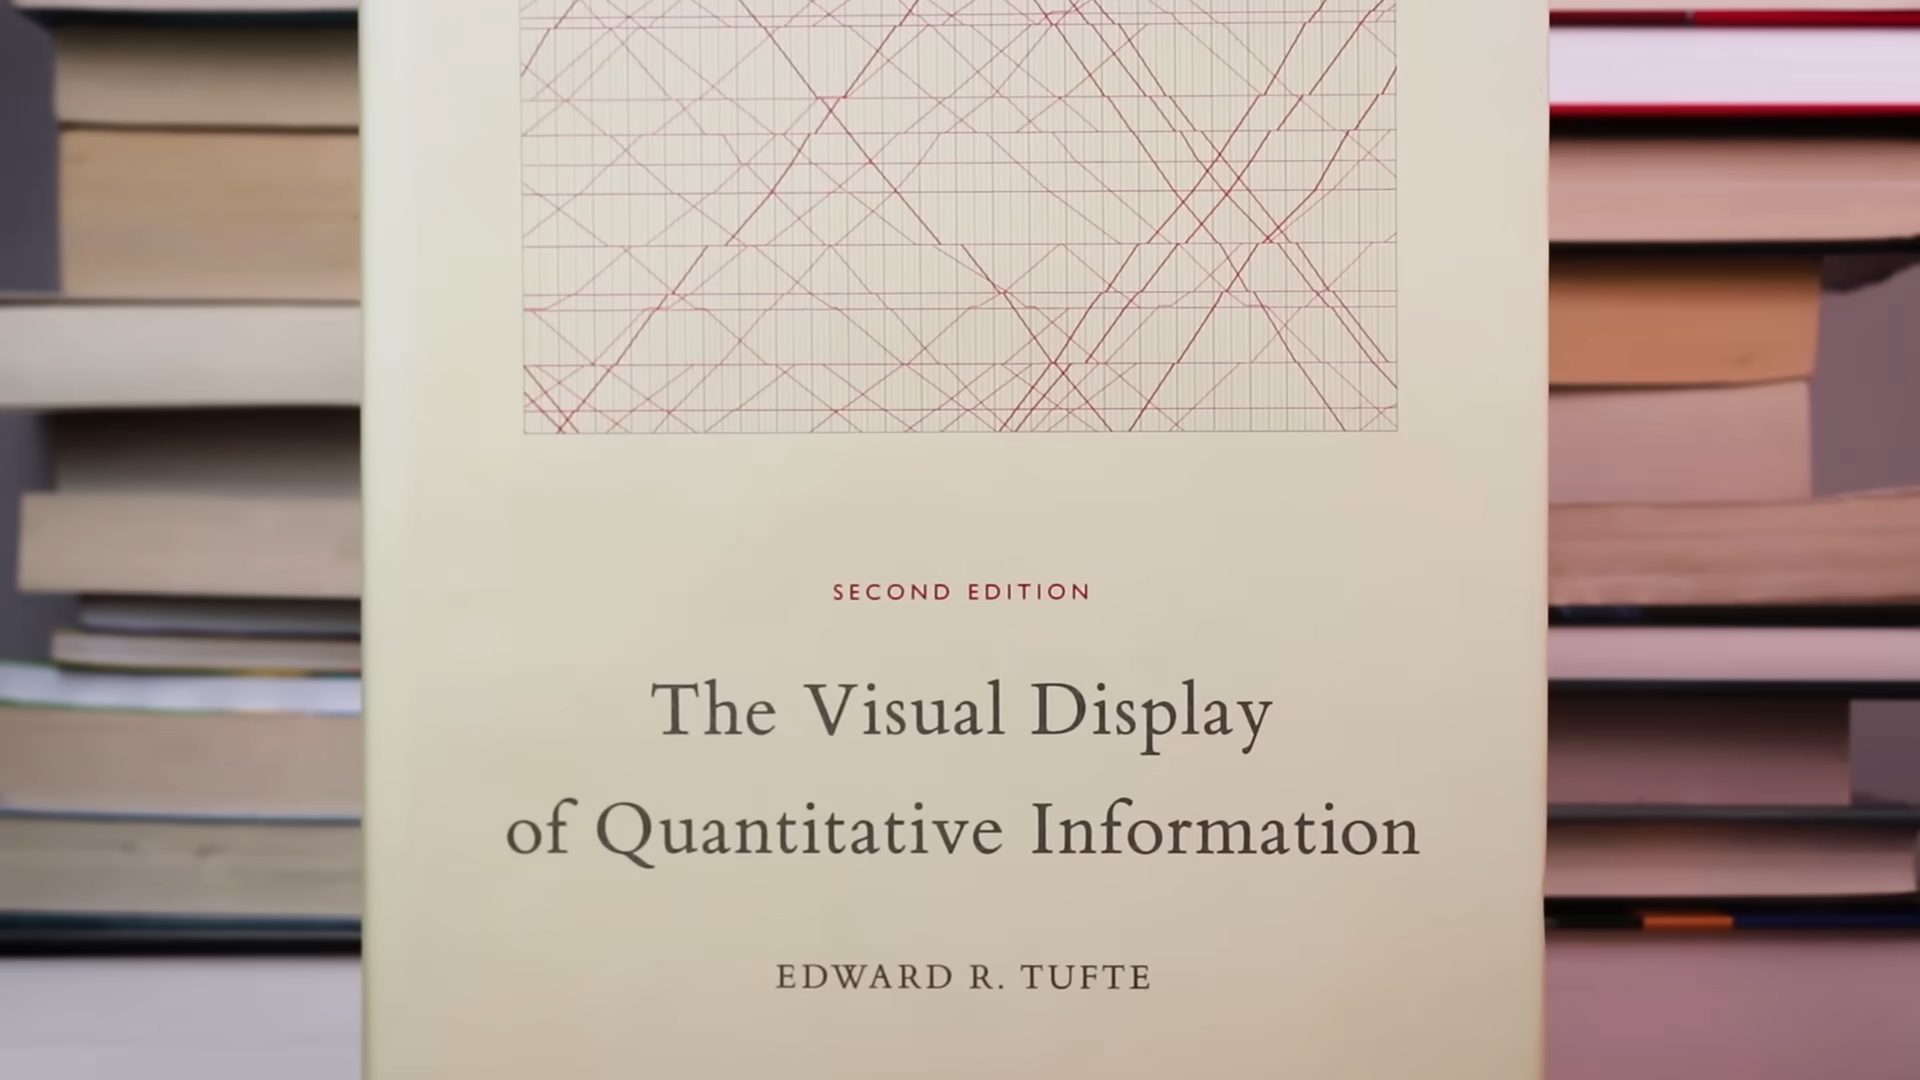 SECOND EDITION
The Visual Display
of Quantitative Information
EDWARD R. TUFTE